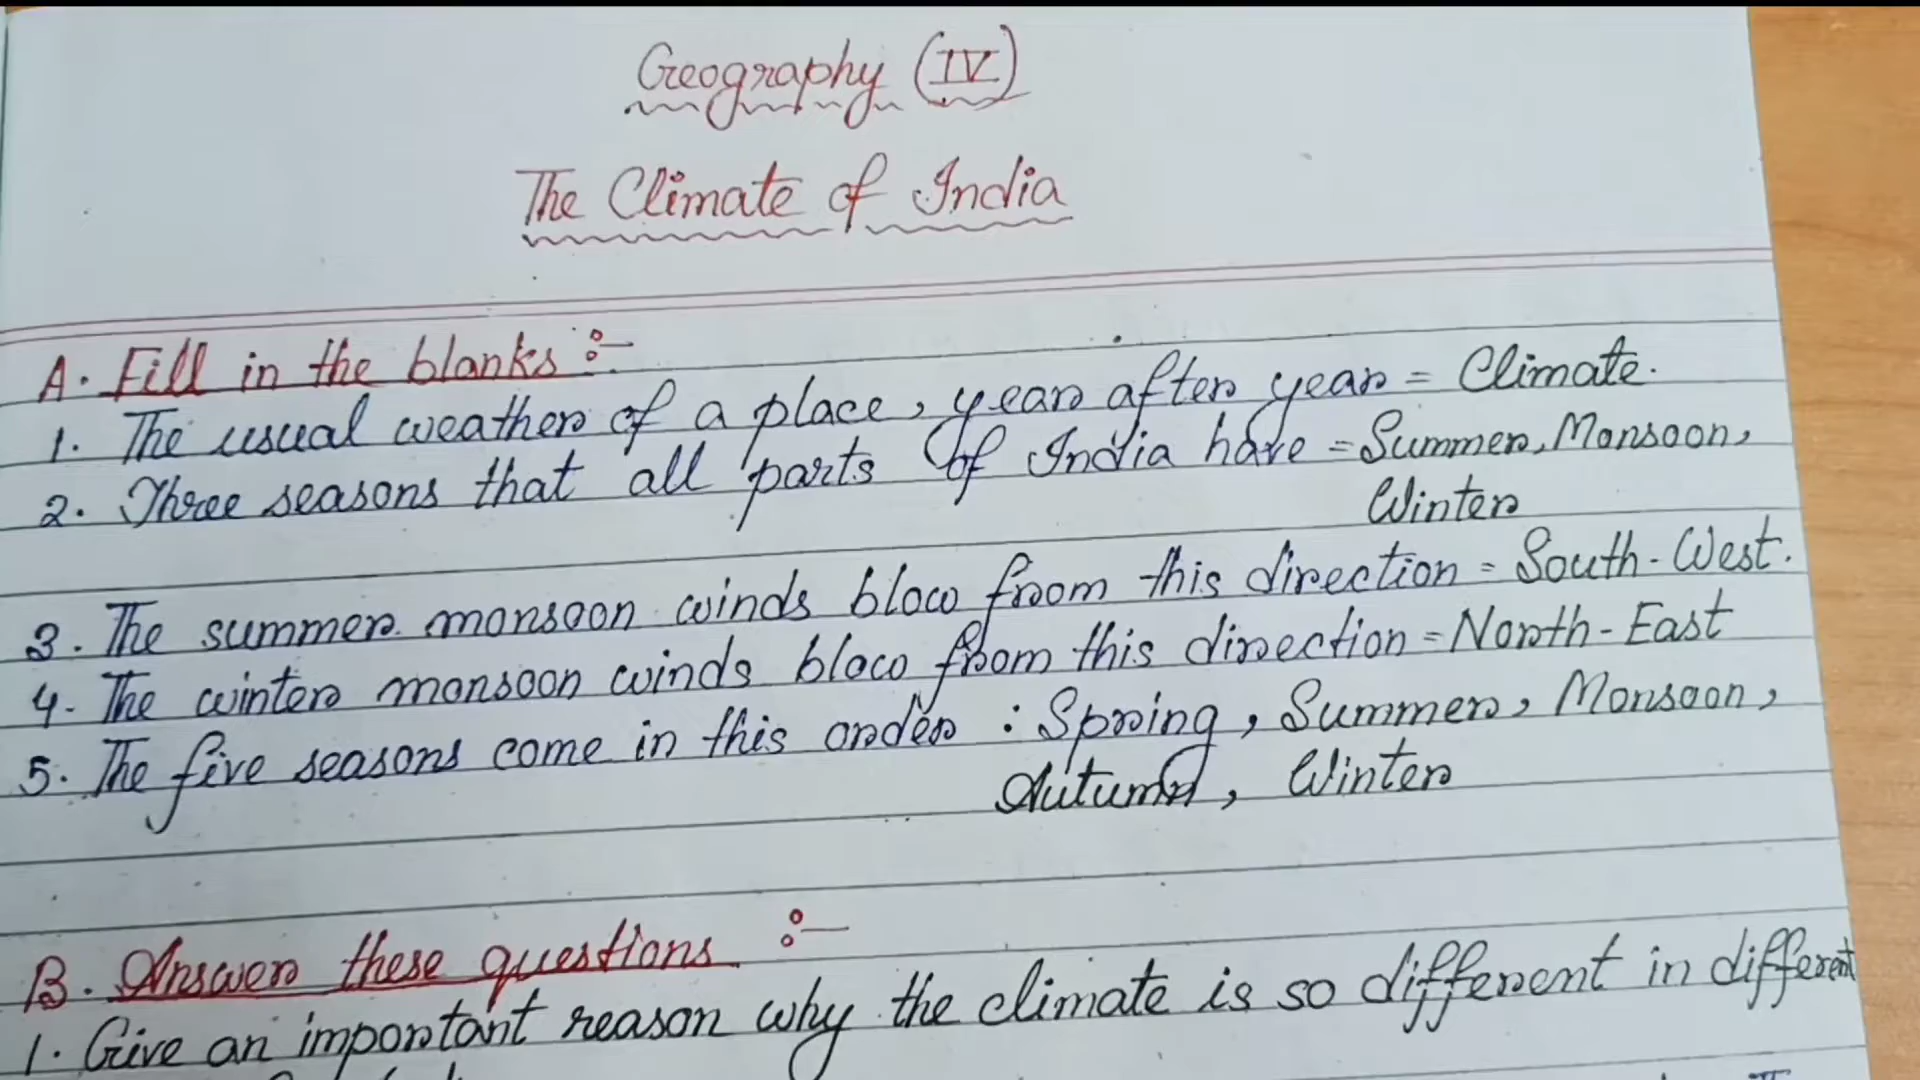 Geography (IV)
The Climate of India
A. Fill in the blanks :-
1. The usual weather of a place, year after year = Climate.
2. Three seasons that all parts of India have = Summer, Monsoon,
Winter
3. The summer monsoon winds blow from this direction = South-West.
4. The winter monsoon winds blow from this direction = North-East
5. The five seasons come in this order : Spring, Summer, Monsoon,
Autumn, Winter
B. Answer these questions :-
1. Give an important reason why the climate is so different in different